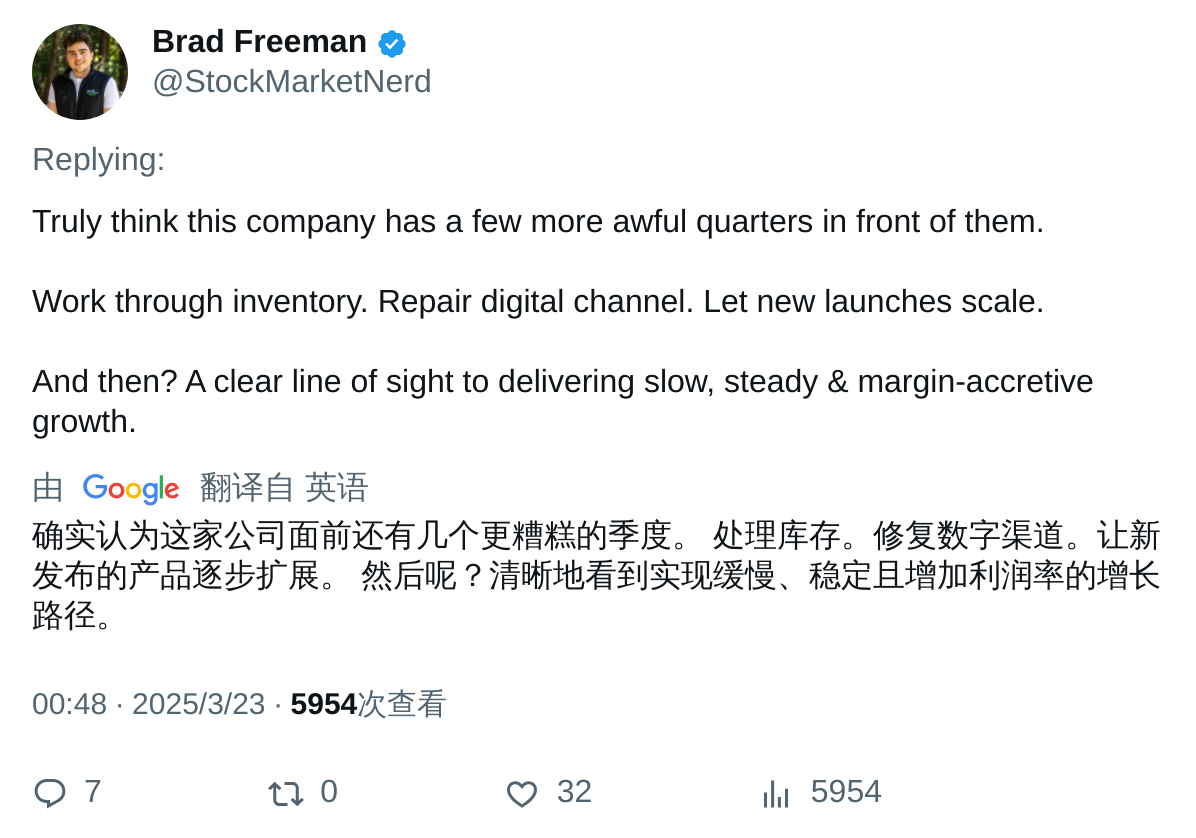 Brad Freeman
@StockMarketNerd
Replying:
Truly think this company has a few more awful quarters in front of them.
Work through inventory. Repair digital channel. Let new launches scale.
And then? A clear line of sight to delivering slow, steady & margin-accretive
growth.
由 Google 翻译自 英语
确实认为这家公司面前还有几个更糟糕的季度。 处理库存。修复数字渠道。让新
发布的产品逐步扩展。 然后呢？清晰地看到实现缓慢、稳定且增加利润率的增长
路径。
00:48 · 2025/3/23 · 5954次查看
7 0 32 5954